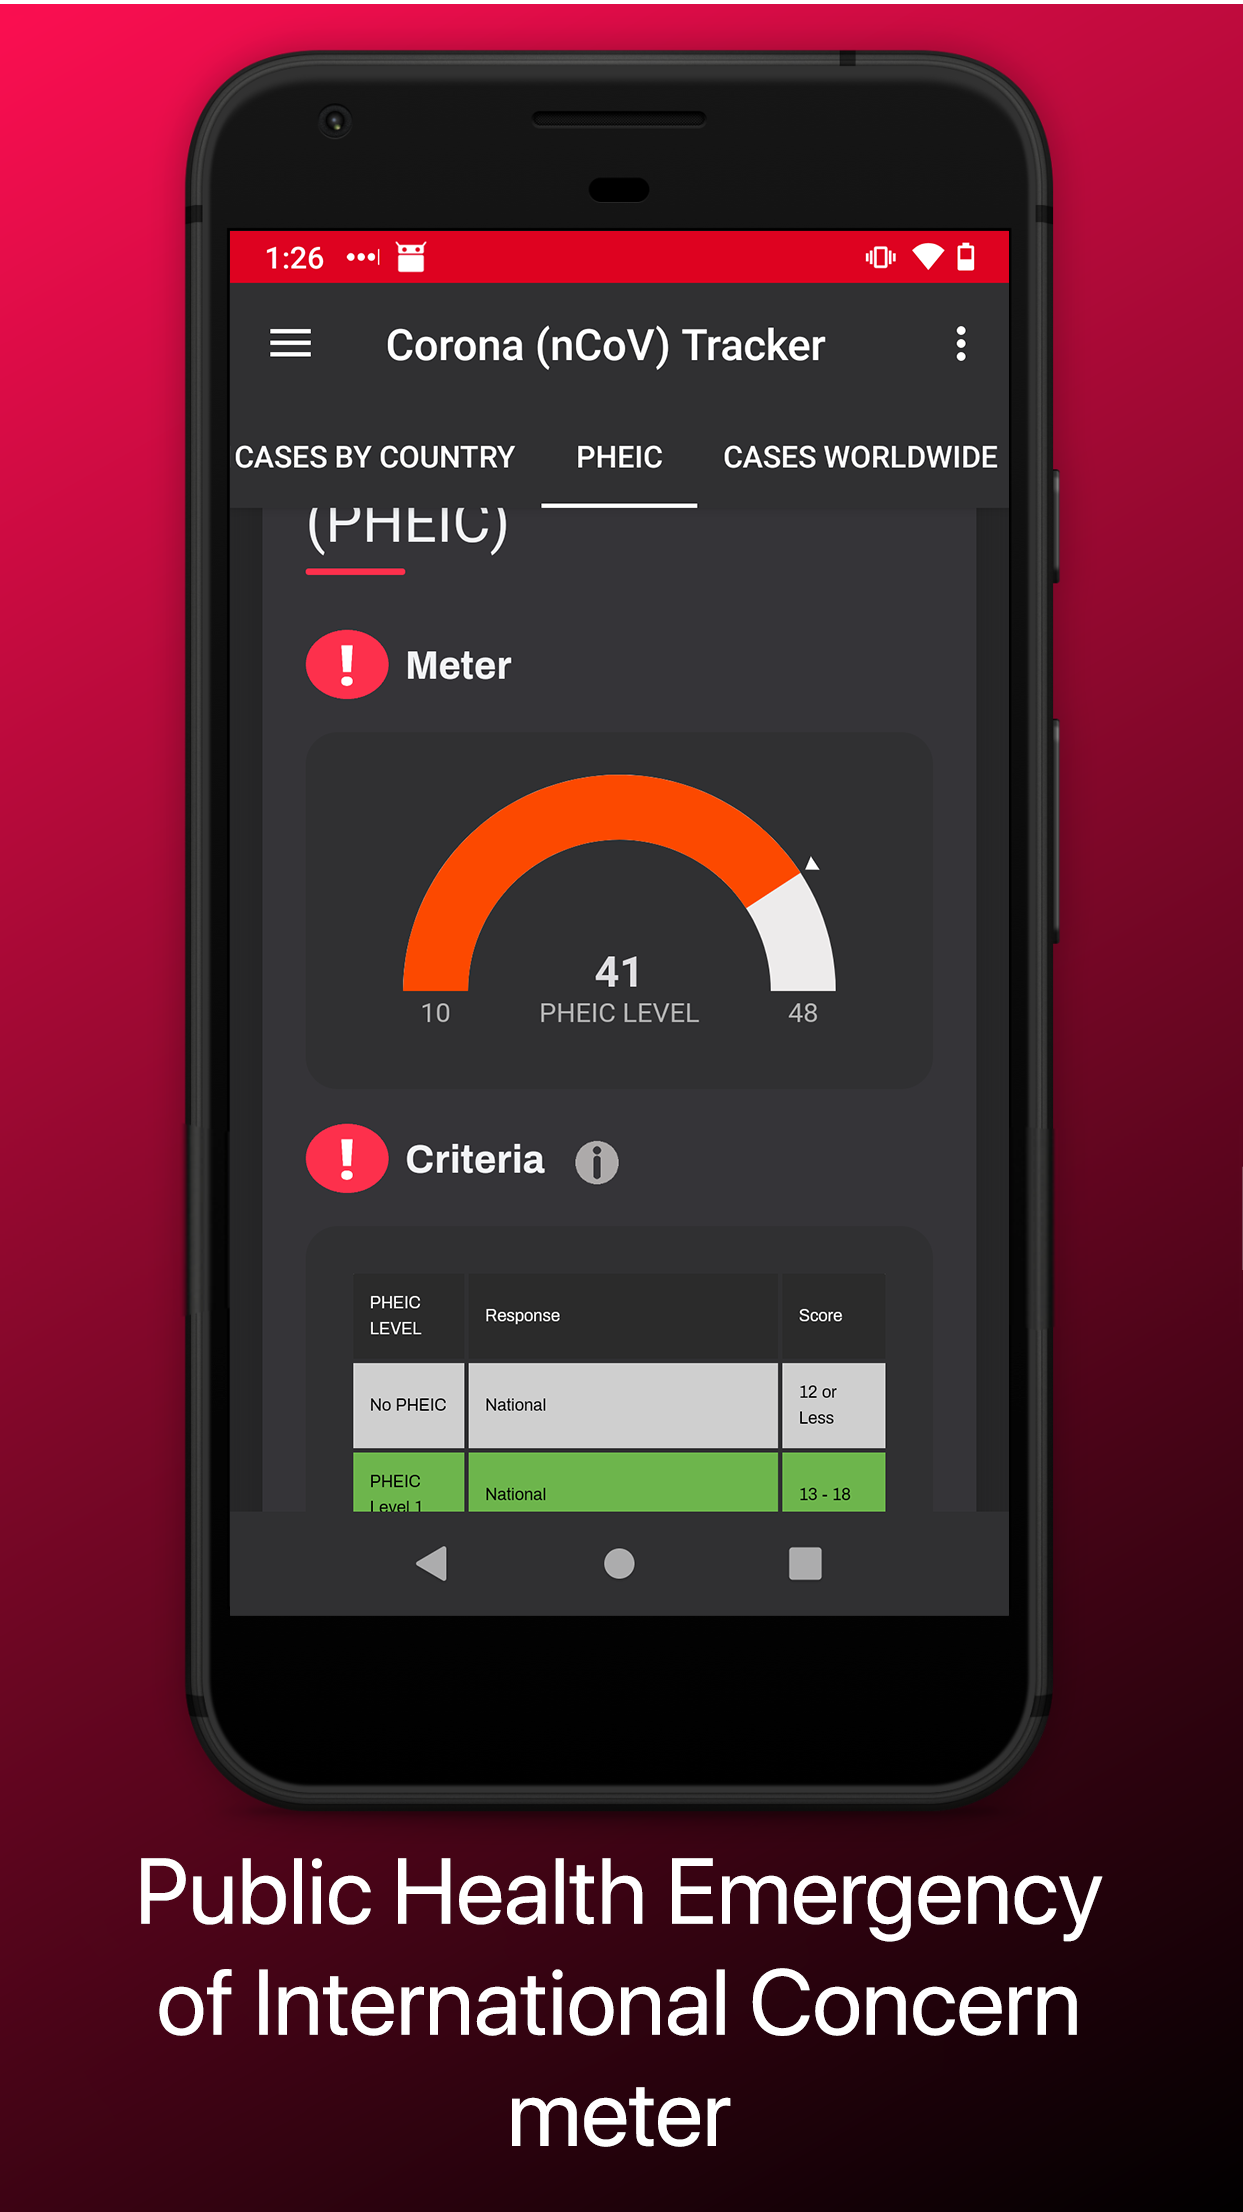 1:26
Corona (nCoV) Tracker
CASES BY COUNTRY PHEIC CASES WORLDWIDE
(PHEIC)
! Meter
41
10 PHEIC LEVEL 48
! Criteria i
PHEIC
LEVEL
Response
Score
No PHEIC
National
12 or
Less
PHEIC
Level 1
National
13 - 18
Public Health Emergency
of International Concern
meter